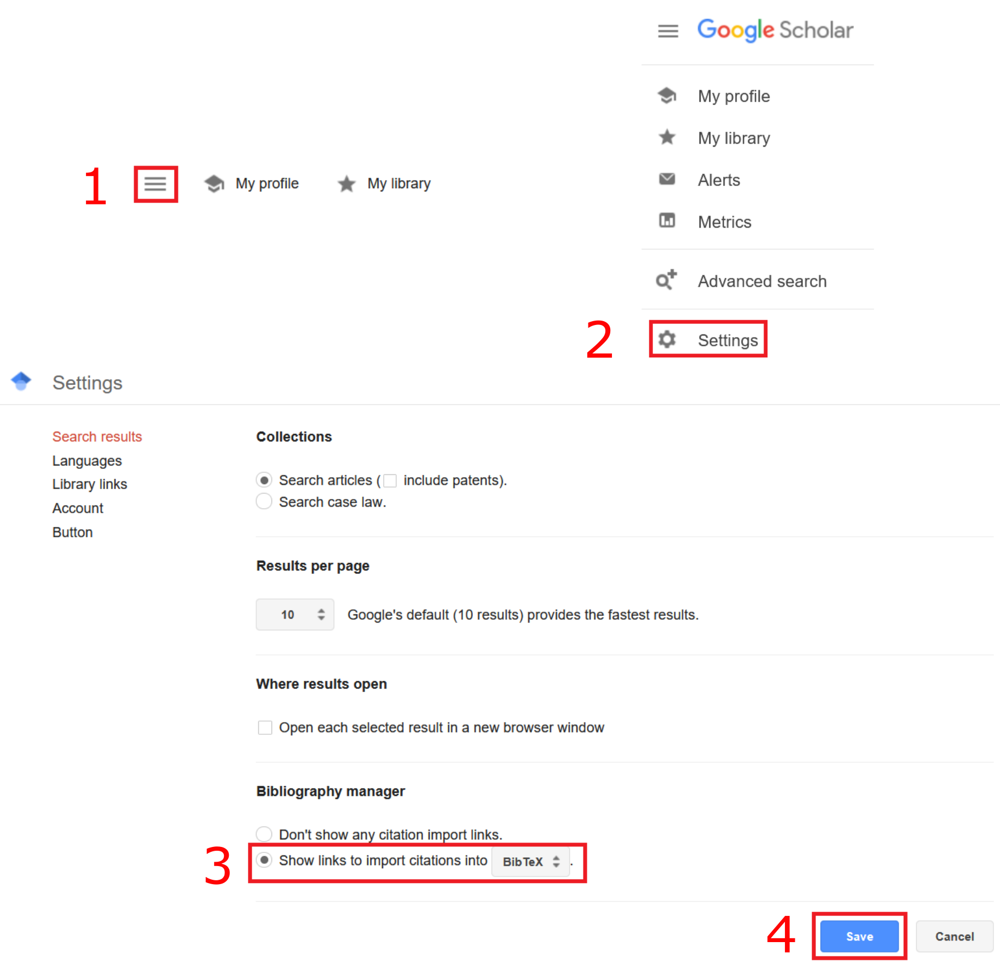 Google Scholar
My profile
My library
Alerts
Metrics
Advanced search
2 Settings
1 My profile My library
Settings
Search results
Languages
Library links
Account
Button
Collections
Search articles ( include patents).
Search case law.
Results per page
10 Google's default (10 results) provides the fastest results.
Where results open
Open each selected result in a new browser window
Bibliography manager
Don't show any citation import links.
3 Show links to import citations into BibTeX .
4 Save Cancel